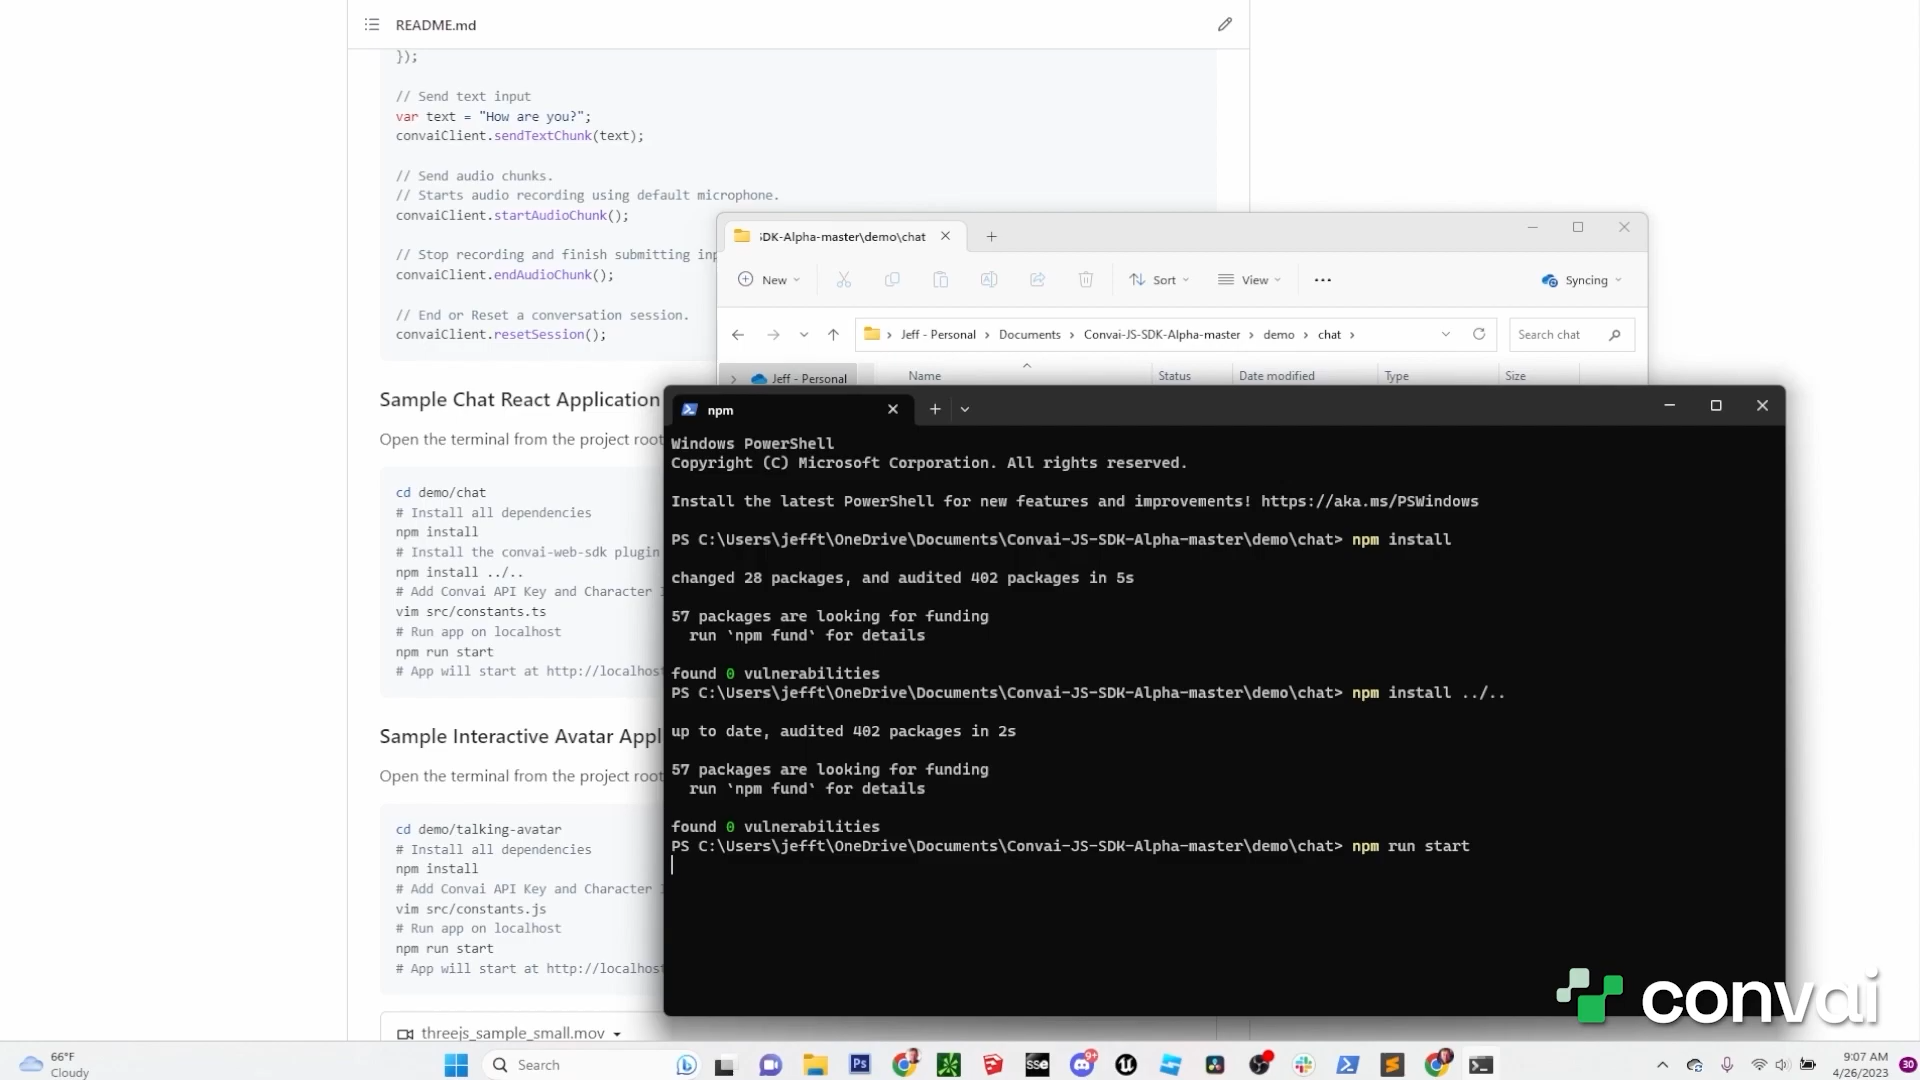 README.md
});
// Send text input
var text = "How are you?";
convaiClient.sendTextChunk(text);
// Send audio chunks.
// Starts audio recording using default microphone.
convaiClient.startAudioChunk();
// Stop recording and finish submitting inp
convaiClient.endAudioChunk();
// End or Reset a conversation session.
convaiClient.resetSession();
Sample Chat React Application
Open the terminal from the project root
cd demo/chat
# Install all dependencies
npm install
# Install the convai-web-sdk plugin
npm install ../..
# Add Convai API Key and Character I
vim src/constants.ts
# Run app on localhost
npm run start
# App will start at http://localhost
Sample Interactive Avatar Appl
Open the terminal from the project root
cd demo/talking-avatar
# Install all dependencies
npm install
# Add Convai API Key and Character I
vim src/constants.js
# Run app on localhost
npm run start
# App will start at http://localhost
threejs_sample_small.mov
SDK-Alpha-master\demo\chat
New
Sort
View
Syncing
Jeff - Personal > Documents > Convai-JS-SDK-Alpha-master > demo > chat >
Search chat
Jeff - Personal
Name Status Date modified Type Size
npm
Windows PowerShell
Copyright (C) Microsoft Corporation. All rights reserved.
Install the latest PowerShell for new features and improvements! https://aka.ms/PSWindows
PS C:\Users\jefft\OneDrive\Documents\Convai-JS-SDK-Alpha-master\demo\chat> npm install
changed 28 packages, and audited 402 packages in 5s
57 packages are looking for funding
run `npm fund` for details
found 0 vulnerabilities
PS C:\Users\jefft\OneDrive\Documents\Convai-JS-SDK-Alpha-master\demo\chat> npm install ../..
up to date, audited 402 packages in 2s
57 packages are looking for funding
run `npm fund` for details
found 0 vulnerabilities
PS C:\Users\jefft\OneDrive\Documents\Convai-JS-SDK-Alpha-master\demo\chat> npm run start
convai
66°F
Cloudy
Search
Ps
sse
9+
9:07 AM
4/26/2023
30